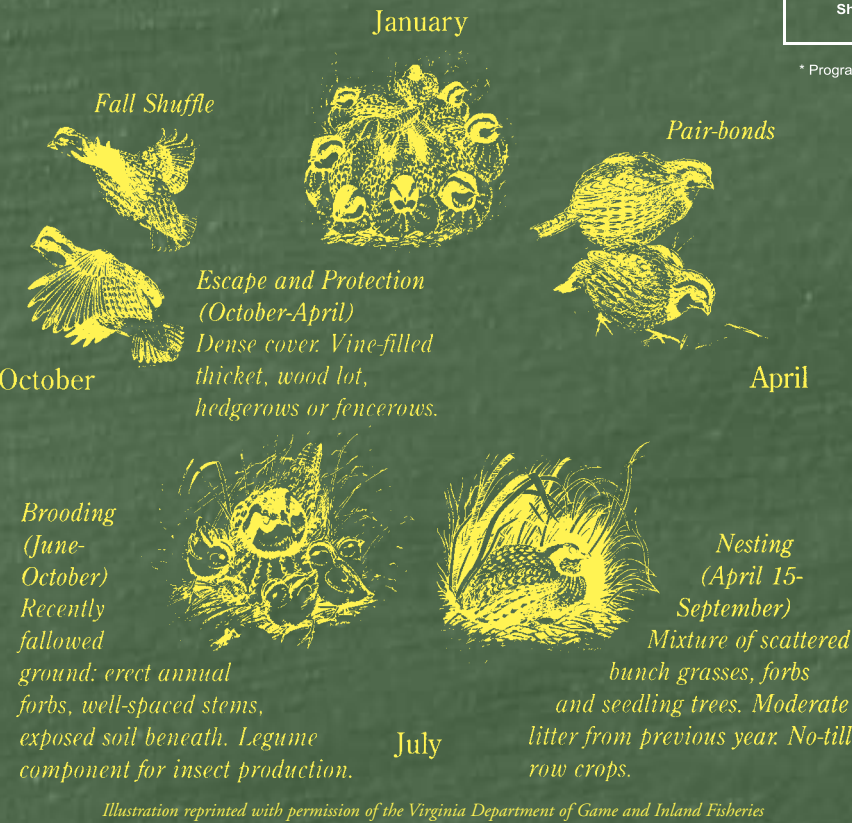 January
Sh
* Progra
Fall Shuffle
Pair-bonds
Escape and Protection
(October-April)
Dense cover. Vine-filled
thicket, wood lot,
hedgerows or fencerows.
October
April
Brooding
(June-
October)
Recently
fallowed
ground: erect annual
forbs, well-spaced stems,
exposed soil beneath. Legume
component for insect production.
Nesting
(April 15-
September)
Mixture of scattered
bunch grasses, forbs
and seedling trees. Moderate
litter from previous year. No-till
row crops.
July
Illustration reprinted with permission of the Virginia Department of Game and Inland Fisheries